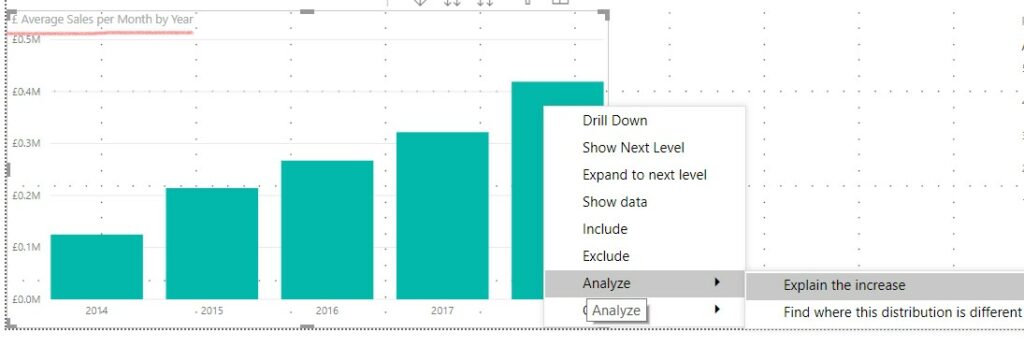 £ Average Sales per Month by Year
£0.5M
£0.4M
£0.3M
£0.2M
£0.1M
£0.0M
2014
2015
2016
2017
Drill Down
Show Next Level
Expand to next level
Show data
Include
Exclude
Analyze
Analyze
Explain the increase
Find where this distribution is different